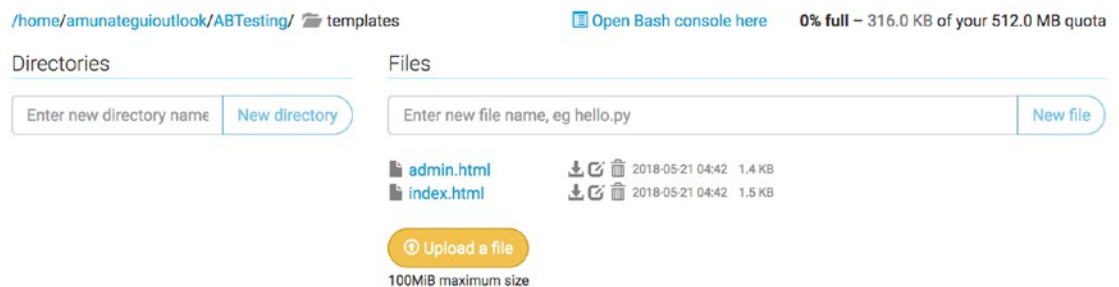 /home/amunateguioutlook/ABTesting/ templates
Open Bash console here
0% full – 316.0 KB of your 512.0 MB quota
Directories
Enter new directory name
New directory
Files
Enter new file name, eg hello.py
New file
admin.html 2018-05-21 04:42 1.4 KB
index.html 2018-05-21 04:42 1.5 KB
Upload a file
100MiB maximum size